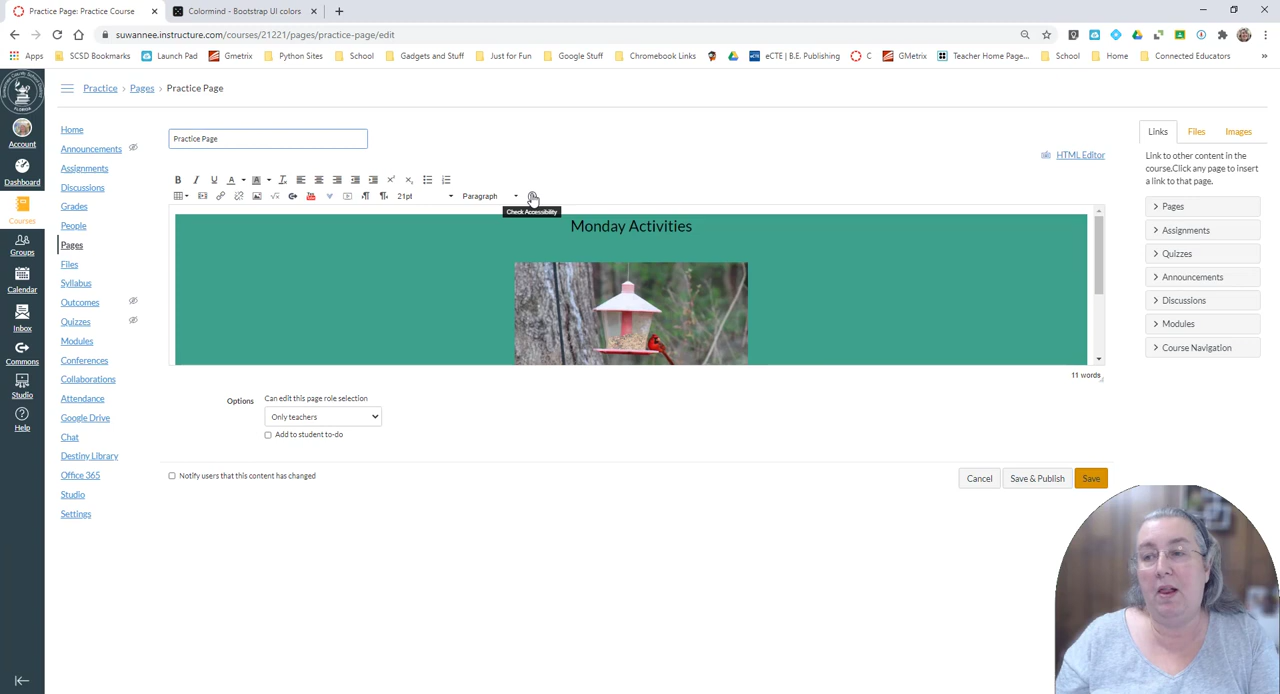 Practice Page: Practice Course
Colormind - Bootstrap UI colors
suwannee.instructure.com/courses/21221/pages/practice-page/edit
Apps
SCSD Bookmarks
Launch Pad
Gmetrix
Python Sites
School
Gadgets and Stuff
Just for Fun
Google Stuff
Chromebook Links
eCTE | B.E. Publishing
C
GMetrix
Teacher Home Page...
School
Home
Connected Educators
Practice > Pages > Practice Page
Account
Dashboard
Courses
Groups
Calendar
Inbox
Commons
Studio
Help
Home
Announcements
Assignments
Discussions
Grades
People
Pages
Files
Syllabus
Outcomes
Quizzes
Modules
Conferences
Collaborations
Attendance
Google Drive
Chat
Destiny Library
Office 365
Studio
Settings
Practice Page
HTML Editor
21pt
Paragraph
Check Accessibility
Monday Activities
11 words
Options
Can edit this page role selection
Only teachers
Add to student to-do
Notify users that this content has changed
Cancel
Save & Publish
Save
Links
Files
Images
Link to other content in the
course.Click any page to insert
a link to that page.
Pages
Assignments
Quizzes
Announcements
Discussions
Modules
Course Navigation